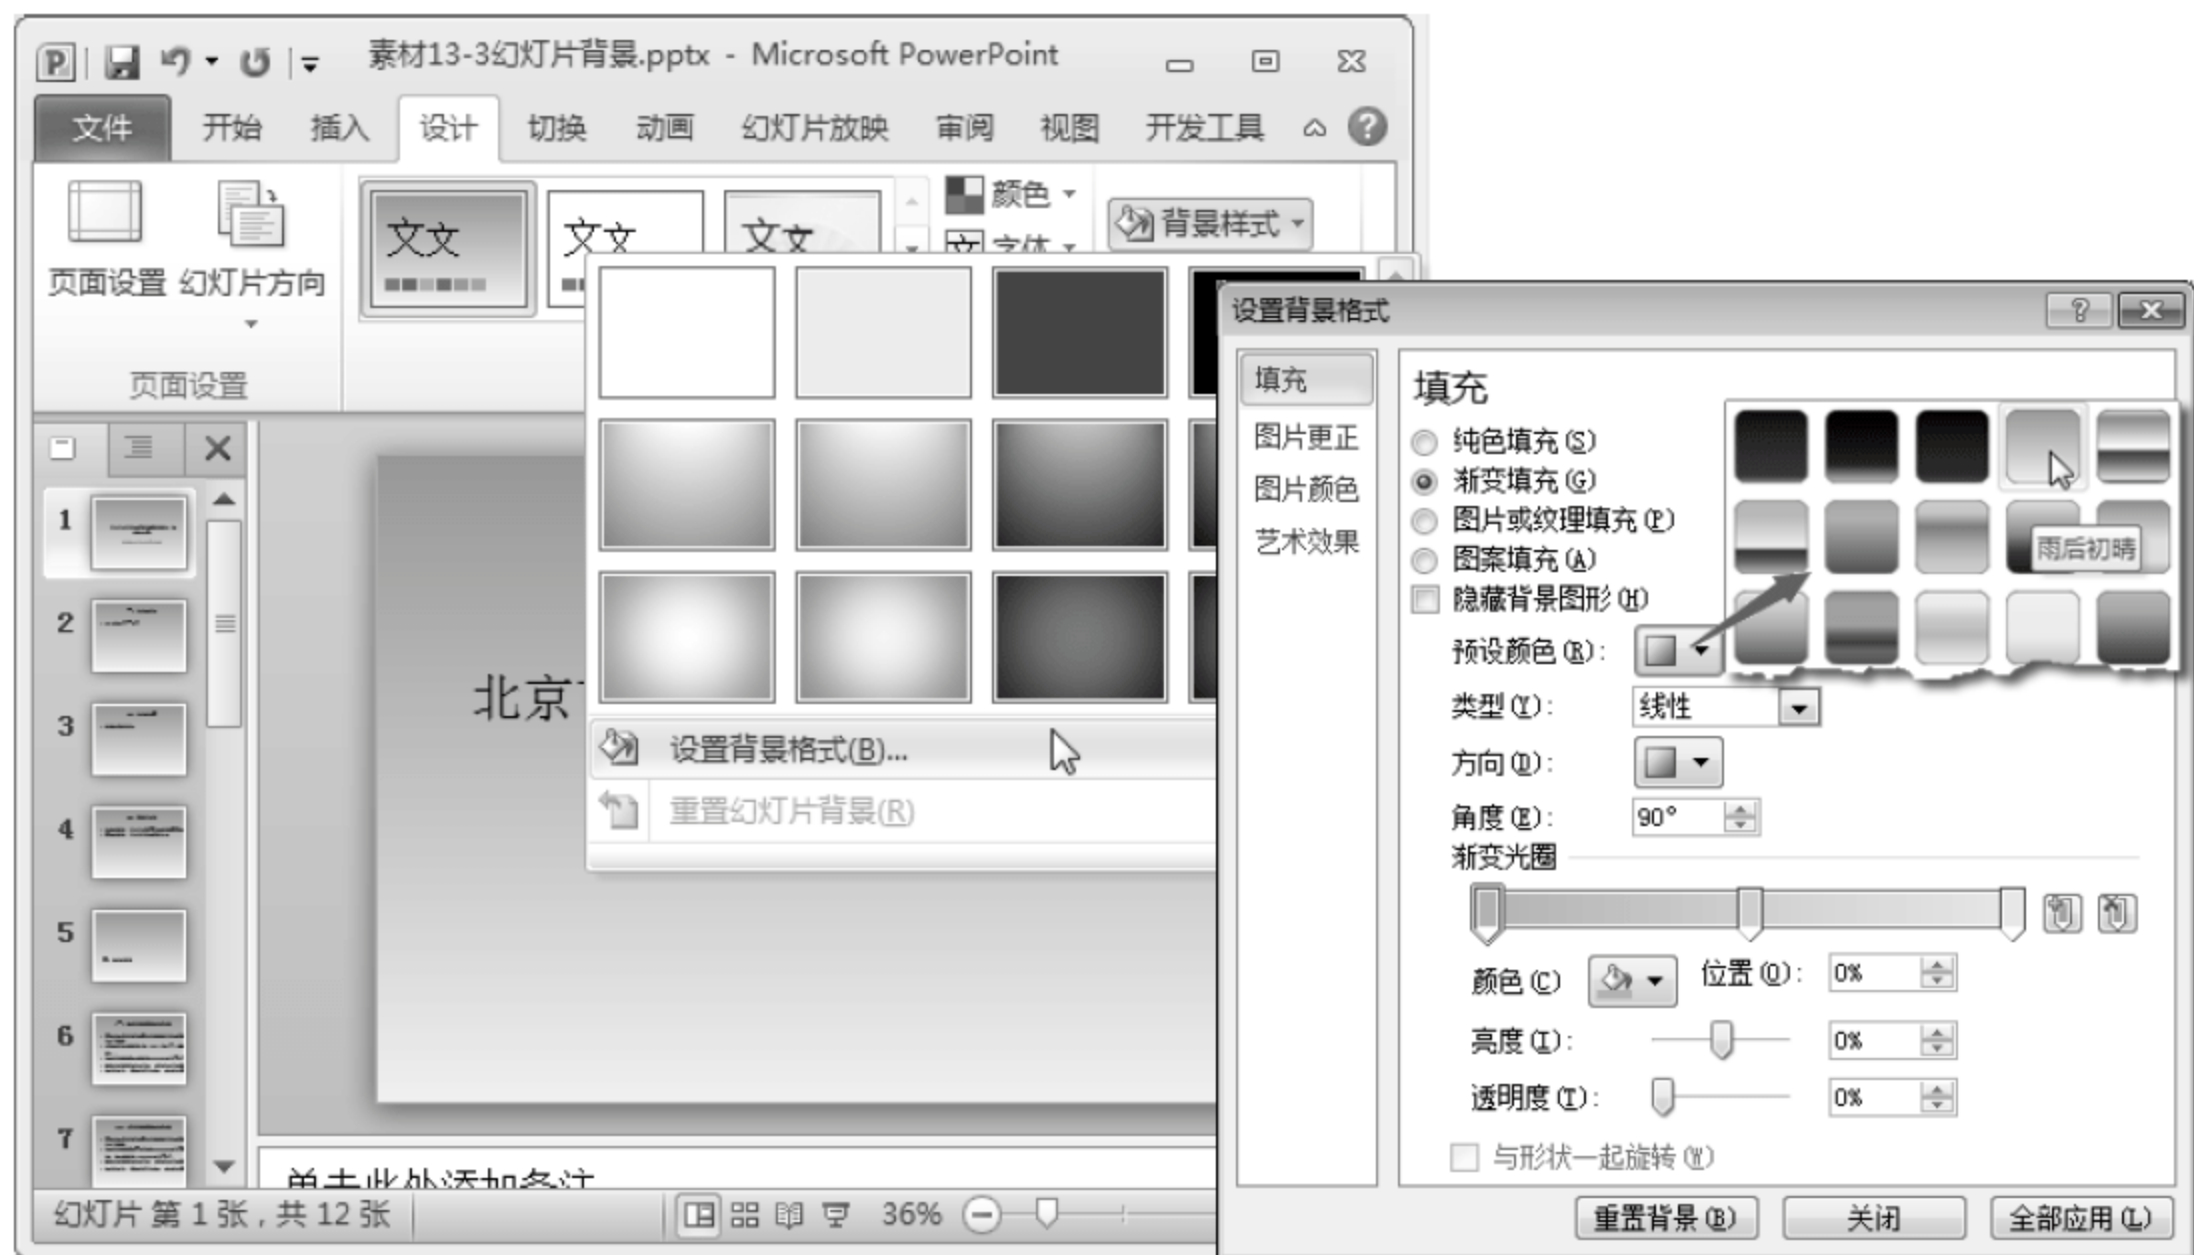 素材13-3幻灯片背景.pptx - Microsoft PowerPoint
文件 开始 插入 设计 切换 动画 幻灯片放映 审阅 视图 开发工具
页面设置 幻灯片方向
文文 文文 文文
颜色
字体
背景样式
页面设置
1
2
3
4
5
6
7
北京
设置背景格式(B)...
重置幻灯片背景(R)
单击此处添加备注
幻灯片 第 1 张, 共 12 张
36%
设置背景格式
填充
图片更正
图片颜色
艺术效果
填充
纯色填充(S)
渐变填充(G)
图片或纹理填充(P)
图案填充(A)
隐藏背景图形(H)
雨后初晴
预设颜色(R):
类型(Y): 线性
方向(D):
角度(E): 90°
渐变光圈
颜色(C) 位置(O): 0%
亮度(I): 0%
透明度(T): 0%
与形状一起旋转(W)
重置背景(B) 关闭 全部应用(L)